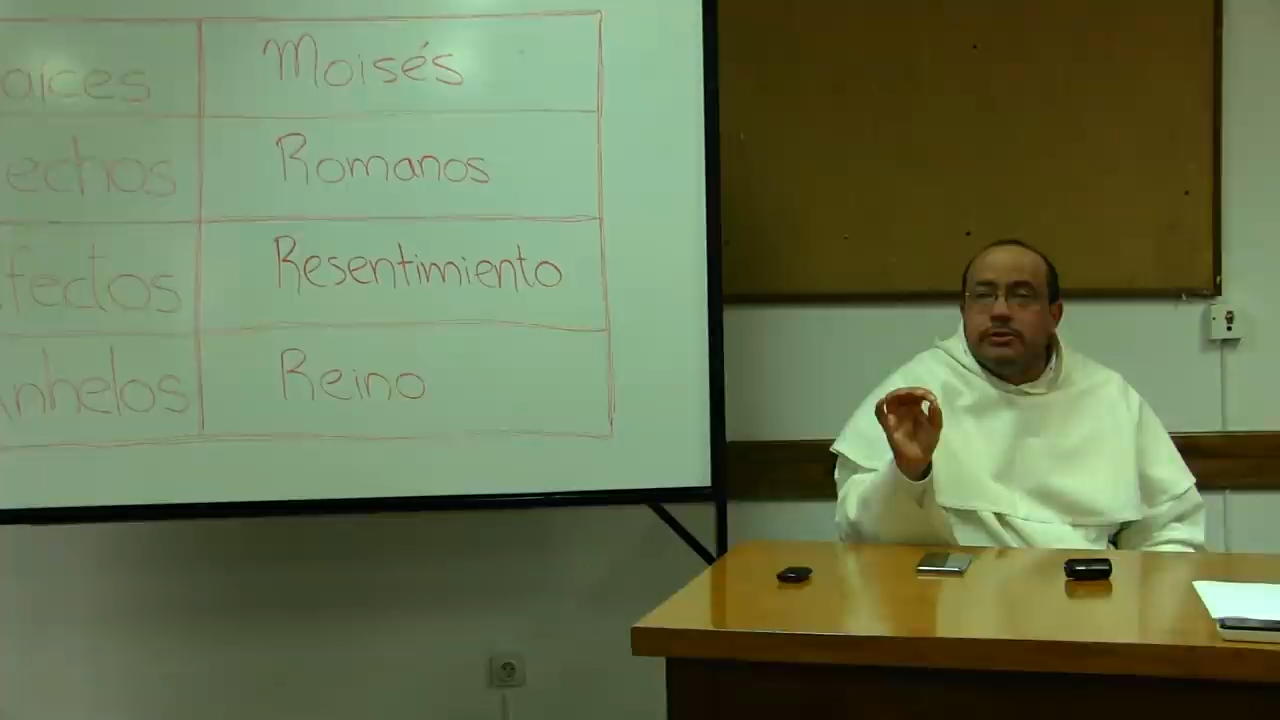 aices Moisés
echos Romanos
fectos Resentimiento
nhelos Reino